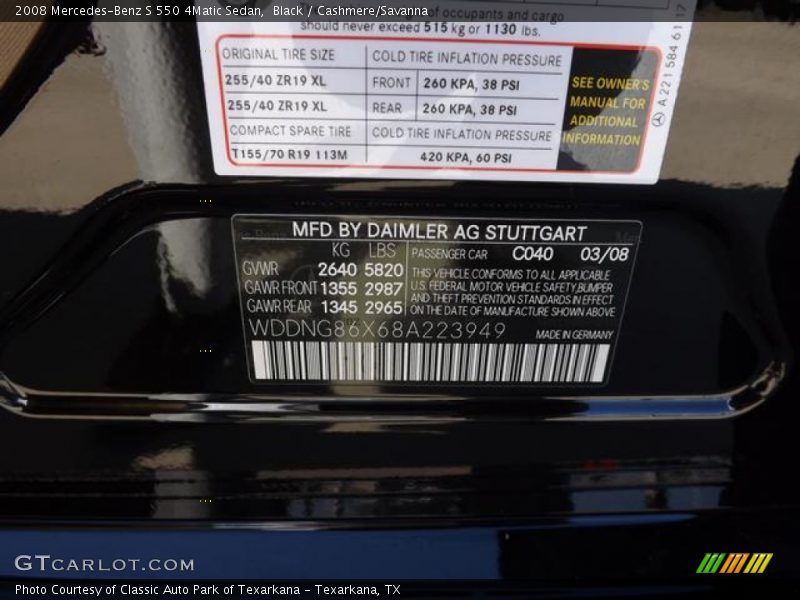 2008 Mercedes-Benz S 550 4Matic Sedan,  Black / Cashmere/Savanna
of occupants and cargo
should never exceed 515 kg or 1130 lbs.
ORIGINAL TIRE SIZE COLD TIRE INFLATION PRESSURE
255/40 ZR19 XL FRONT 260 KPA, 38 PSI
255/40 ZR19 XL REAR 260 KPA, 38 PSI
COMPACT SPARE TIRE COLD TIRE INFLATION PRESSURE
T155/70 R19 113M 420 KPA, 60 PSI
SEE OWNER'S
MANUAL FOR
ADDITIONAL
INFORMATION
A 221 584 61 17
MFD BY DAIMLER AG STUTTGART
KG LBS PASSENGER CAR C040 03/08
GVWR 2640 5820
GAWR FRONT 1355 2987
GAWR REAR 1345 2965
THIS VEHICLE CONFORMS TO ALL APPLICABLE
U.S. FEDERAL MOTOR VEHICLE SAFETY,BUMPER
AND THEFT PREVENTION STANDARDS IN EFFECT
ON THE DATE OF MANUFACTURE SHOWN ABOVE
WDDNG86X68A223949 MADE IN GERMANY
GTCARLOT.COM
Photo Courtesy of Classic Auto Park of Texarkana - Texarkana, TX